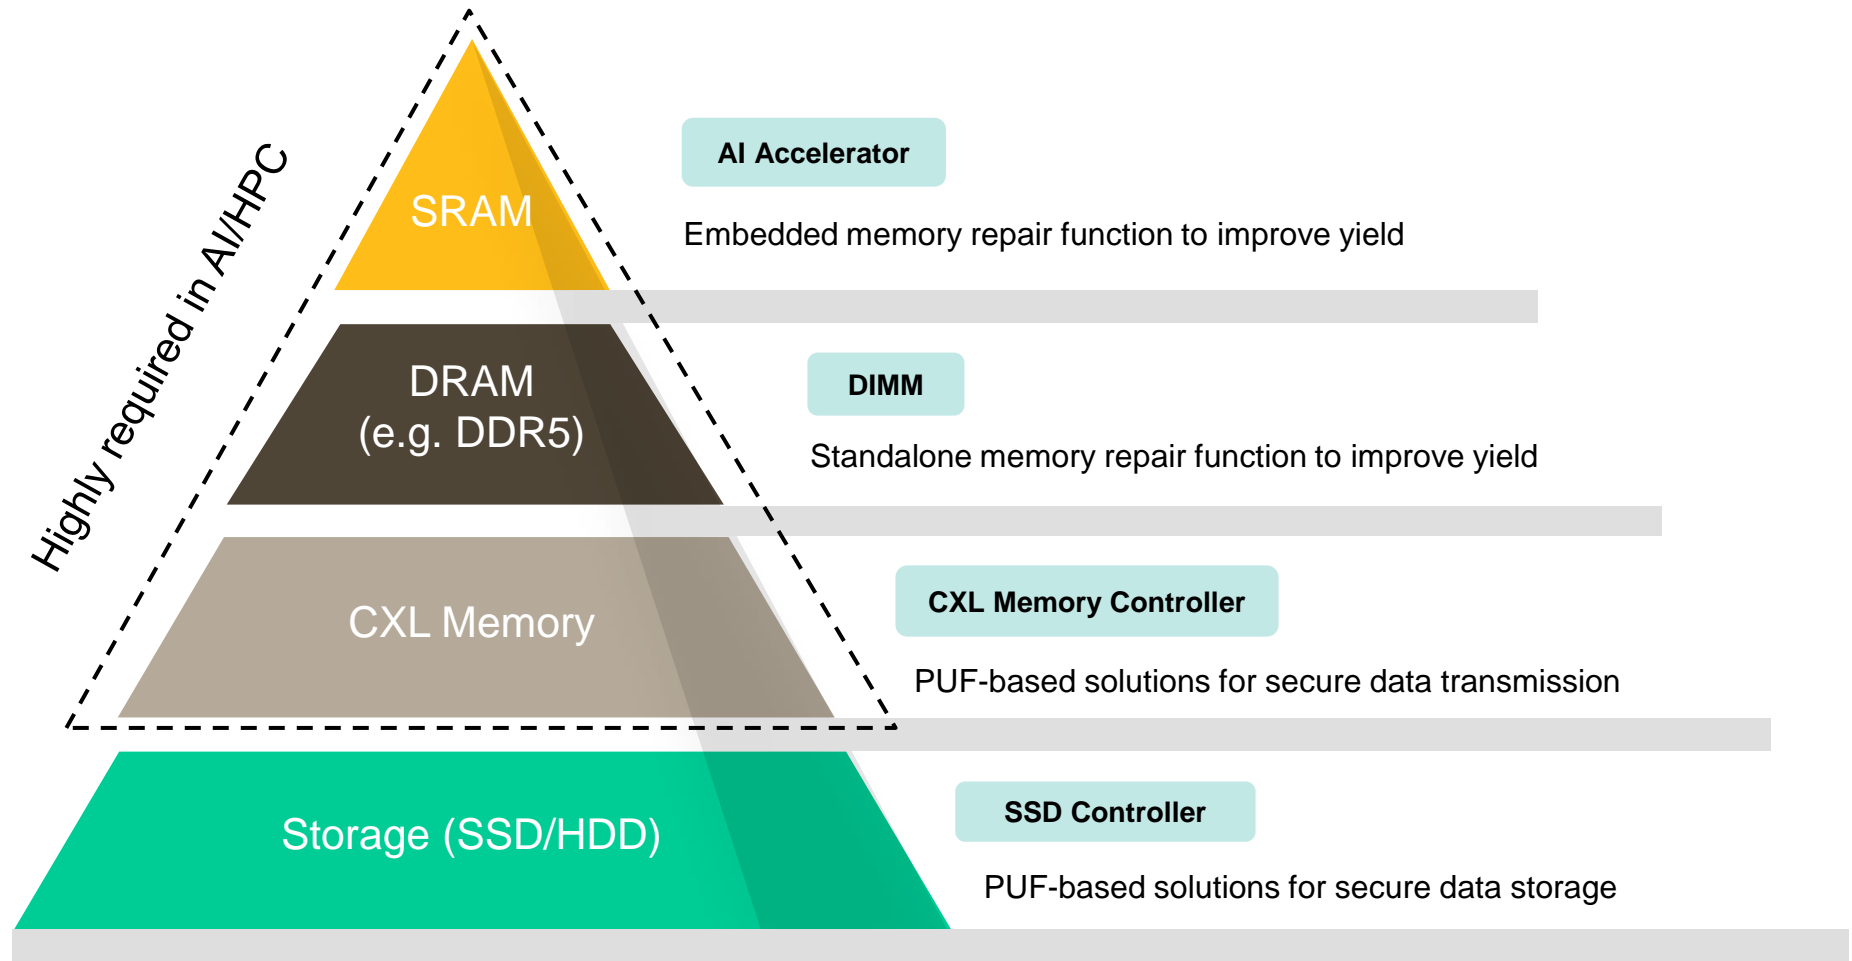 Highly required in AI/HPC
SRAM
AI Accelerator
Embedded memory repair function to improve yield
DRAM
(e.g. DDR5)
DIMM
Standalone memory repair function to improve yield
CXL Memory
CXL Memory Controller
PUF-based solutions for secure data transmission
Storage (SSD/HDD)
SSD Controller
PUF-based solutions for secure data storage